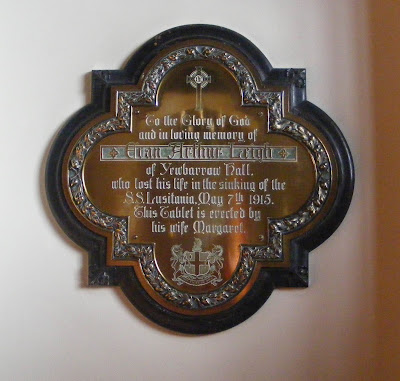 To the Glory of God
and in loving memory of
Evan Arthur Leigh
of Yewbarrow Hall,
who lost his life in the sinking of the
S.S. Lusitania, May 7th 1915.
This Tablet is erected by
his wife Margaret.